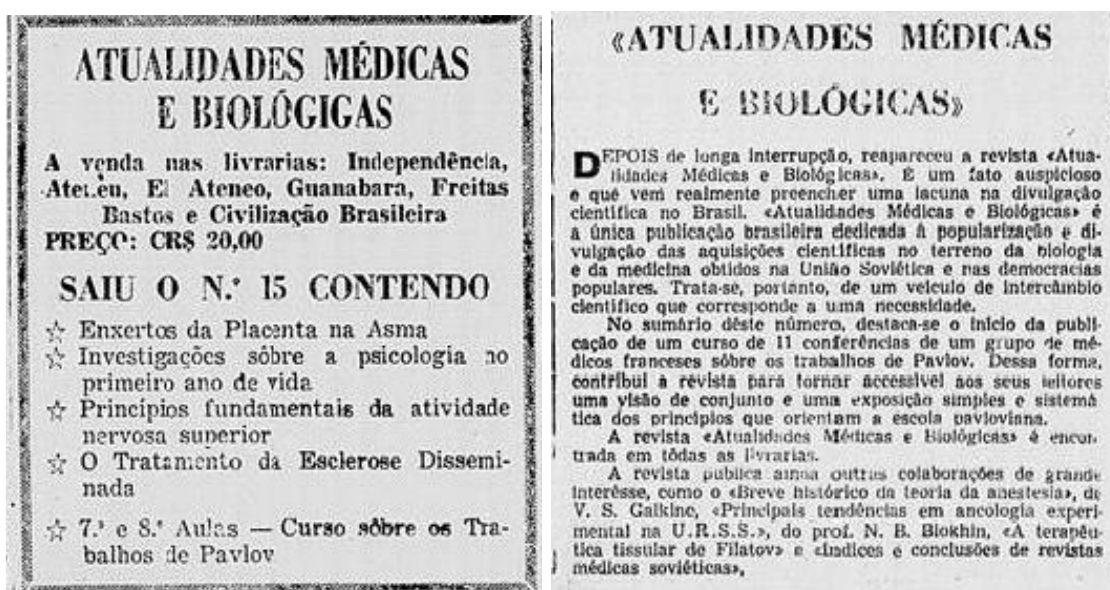 ATUALIDADES MÉDICAS
E BIOLÓGIGAS
A venda nas livrarias: Independência,
Ateneu, El Ateneo, Guanabara, Freitas
Bastos e Civilização Brasileira
PREÇO: CR$ 20,00
SAIU O N.º 15 CONTENDO
☆ Enxertos da Placenta na Asma
☆ Investigações sôbre a psicologia no
primeiro ano de vida
☆ Princípios fundamentais da atividade
nervosa superior
☆ O Tratamento da Esclerose Dissemi-
nada
☆ 7.ª e 8.ª Aulas — Curso sôbre os Tra-
balhos de Pavlov
«ATUALIDADES MÉDICAS
E BIOLÓGICAS»
DEPOIS de longa interrupção, reapareceu a revista «Atua-
lidades Médicas e Biológicas». É um fato auspicioso
e que vem realmente preencher uma lacuna na divulgação
científica no Brasil. «Atualidades Médicas e Biológicas» é
a única publicação brasileira dedicada à popularização e di-
vulgação das aquisições científicas no terreno da biologia
e da medicina obtidos na União Soviética e nas democracias
populares. Trata-se, portanto, de um veículo de intercâmbio
científico que corresponde a uma necessidade.
No sumário dêste número, destaca-se o início da publi-
cação de um curso de 11 conferências de um grupo de mé-
dicos franceses sôbre os trabalhos de Pavlov. Dessa forma,
contribui a revista para tornar accessível aos seus leitores
uma visão de conjunto e uma exposição simples e sistemá
tica dos princípios que orientam a escola pavloviana.
A revista «Atualidades Médicas e Biológicas» é encon-
trada em tôdas as livrarias.
A revista publica ainda outras colaborações de grande
interêsse, como o «Breve histórico da teoria da anestesia», de
V. S. Galkine, «Principais tendências em ancologia experi-
mental na U.R.S.S.», do prof. N. B. Blokhin, «A terapêu-
tica tissular de Filatov» e «Indices e conclusões de revistas
médicas soviéticas».